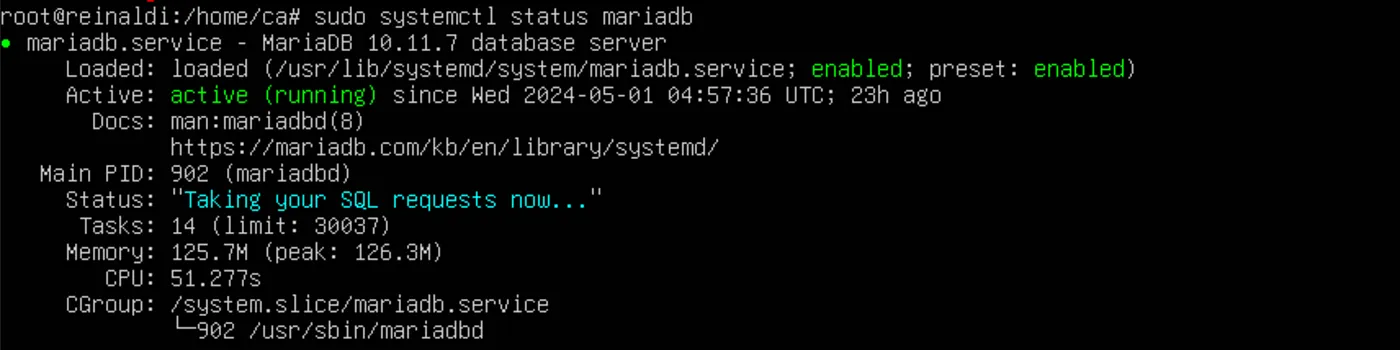 root@reinaldi:/home/ca# sudo systemctl status mariadb
● mariadb.service - MariaDB 10.11.7 database server
Loaded: loaded (/usr/lib/systemd/system/mariadb.service; enabled; preset: enabled)
Active: active (running) since Wed 2024-05-01 04:57:36 UTC; 23h ago
Docs: man:mariadbd(8)
https://mariadb.com/kb/en/library/systemd/
Main PID: 902 (mariadbd)
Status: "Taking your SQL requests now..."
Tasks: 14 (limit: 30037)
Memory: 125.7M (peak: 126.3M)
CPU: 51.277s
CGroup: /system.slice/mariadb.service
└─902 /usr/sbin/mariadbd